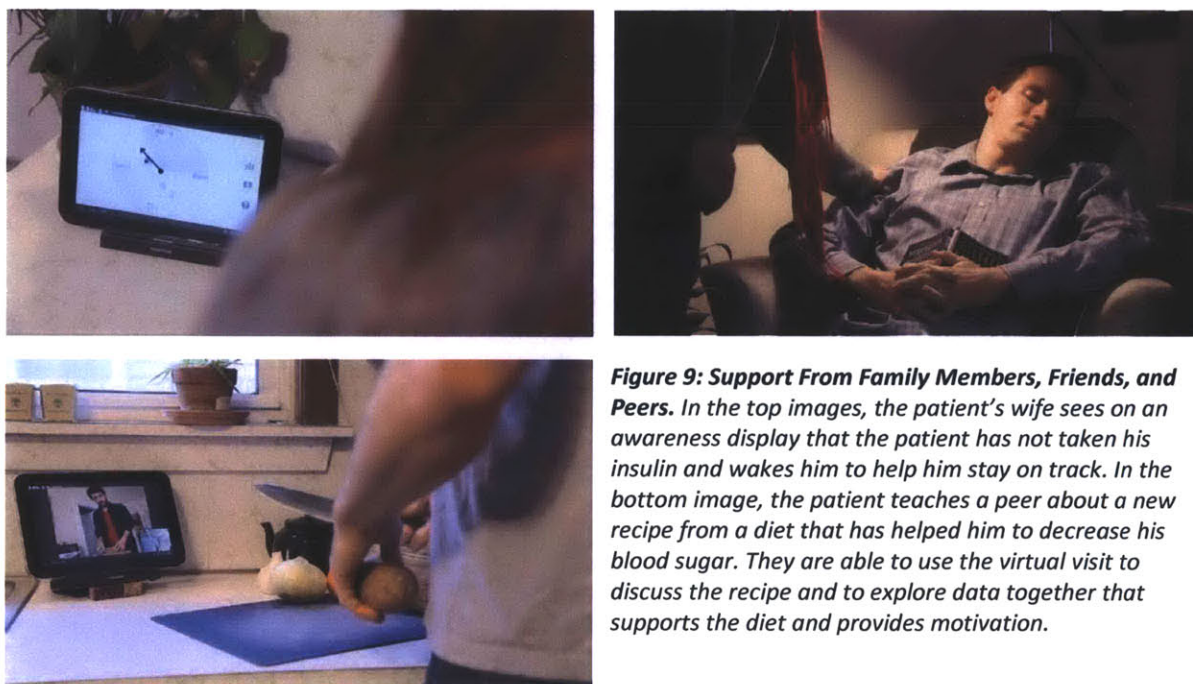 Figure 9: Support From Family Members, Friends, and
Peers. In the top images, the patient's wife sees on an
awareness display that the patient has not taken his
insulin and wakes him to help him stay on track. In the
bottom image, the patient teaches a peer about a new
recipe from a diet that has helped him to decrease his
blood sugar. They are able to use the virtual visit to
discuss the recipe and to explore data together that
supports the diet and provides motivation.